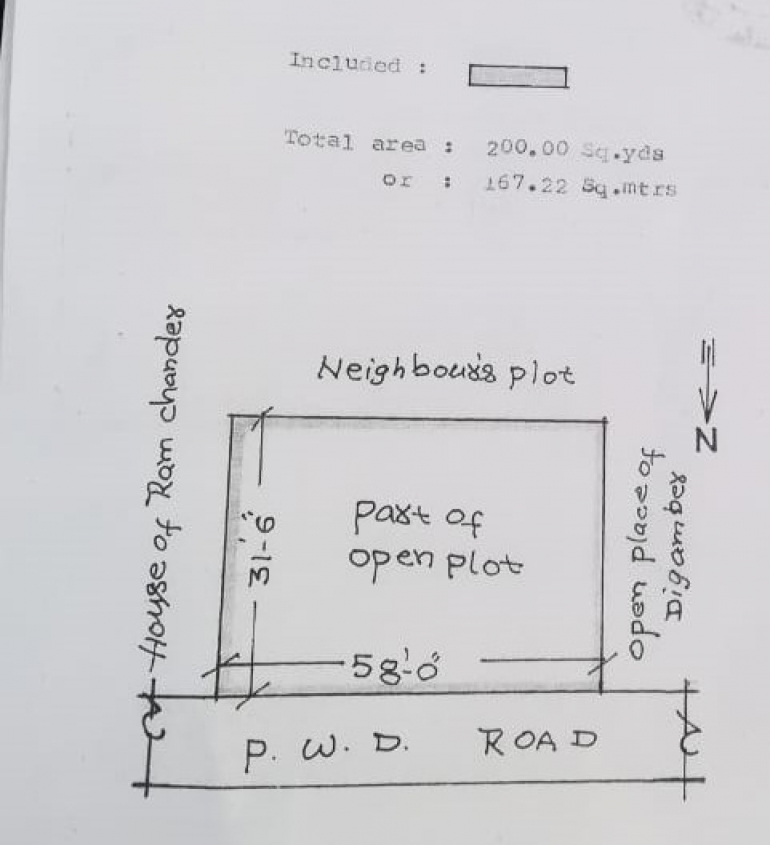 Included :
Total area : 200.00 Sq.yds
or : 167.22 Sq.mtrs
Neighbour's plot
House of Ram chander
N
Part of
open plot
31'-6"
open place of
Digamber
58'-0"
P. W. D. ROAD